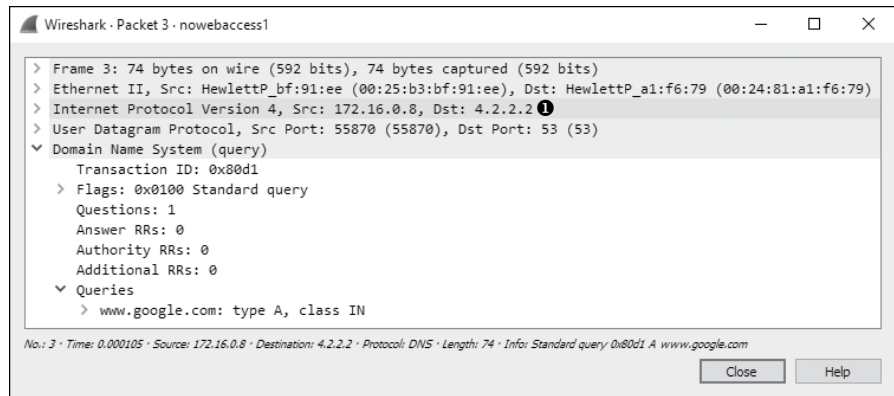 Wireshark · Packet 3 · nowebaccess1
> Frame 3: 74 bytes on wire (592 bits), 74 bytes captured (592 bits)
> Ethernet II, Src: HewlettP_bf:91:ee (00:25:b3:bf:91:ee), Dst: HewlettP_a1:f6:79 (00:24:81:a1:f6:79)
> Internet Protocol Version 4, Src: 172.16.0.8, Dst: 4.2.2.2 ❶
> User Datagram Protocol, Src Port: 55870 (55870), Dst Port: 53 (53)
Domain Name System (query)
Transaction ID: 0x80d1
> Flags: 0x0100 Standard query
Questions: 1
Answer RRs: 0
Authority RRs: 0
Additional RRs: 0
Queries
> www.google.com: type A, class IN
No.: 3 · Time: 0.000105 · Source: 172.16.0.8 · Destination: 4.2.2.2 · Protocol: DNS · Length: 74 · Info: Standard query 0x80d1 A www.google.com
Close Help